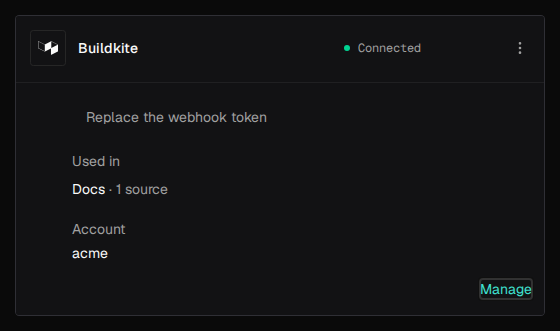 Buildkite
Connected
Replace the webhook token
Used in
Docs · 1 source
Account
acme
Manage